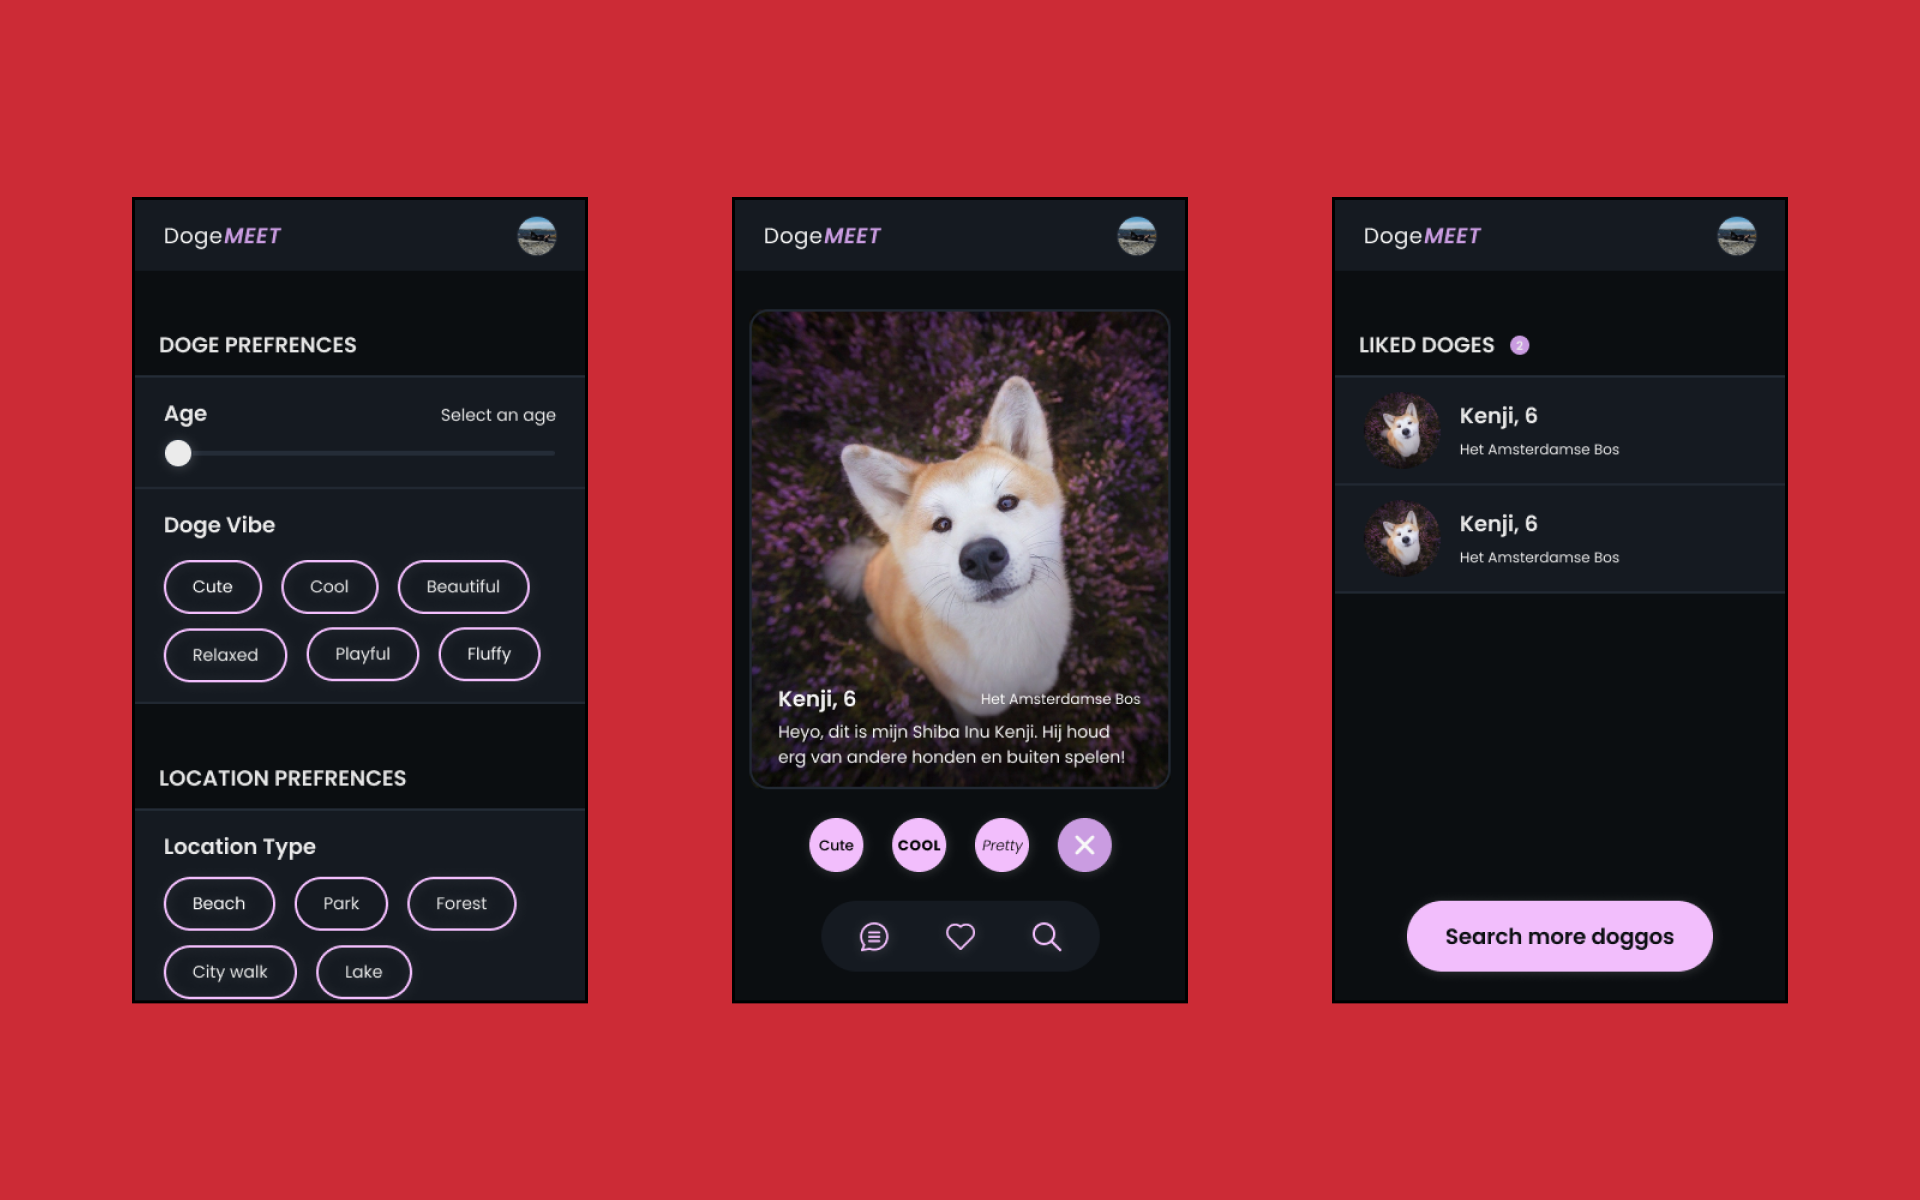 DogeMEET
DOGE PREFRENCES
Age
Select an age
Doge Vibe
Cute
Cool
Beautiful
Relaxed
Playful
Fluffy
LOCATION PREFRENCES
Location Type
Beach
Park
Forest
City walk
Lake
DogeMEET
Kenji, 6
Het Amsterdamse Bos
Heyo, dit is mijn Shiba Inu Kenji. Hij houd
erg van andere honden en buiten spelen!
Cute
COOL
Pretty
DogeMEET
LIKED DOGES 2
Kenji, 6
Het Amsterdamse Bos
Kenji, 6
Het Amsterdamse Bos
Search more doggos